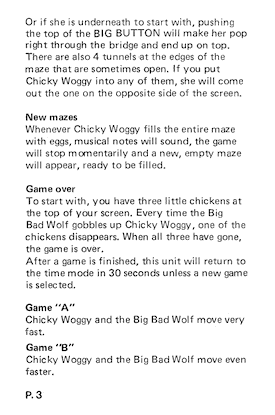 Or if she is underneath to start with, pushing
the top of the BIG BUTTON will make her pop
right through the bridge and end up on top.
There are also 4 tunnels at the edges of the
maze that are sometimes open. If you put
Chicky Woggy into any of them, she will come
out the one on the opposite side of the screen.
New mazes
Whenever Chicky Woggy fills the entire maze
with eggs, musical notes will sound, the game
will stop momentarily and a new, empty maze
will appear, ready to be filled.
Game over
To start with, you have three little chickens at
the top of your screen. Every time the Big
Bad Wolf gobbles up Chicky Woggy, one of the
chickens disappears. When all three have gone,
the game is over.
After a game is finished, this unit will return to
the time mode in 30 seconds unless a new game
is selected.
Game "A"
Chicky Woggy and the Big Bad Wolf move very
fast.
Game "B"
Chicky Woggy and the Big Bad Wolf move even
faster.
P. 3